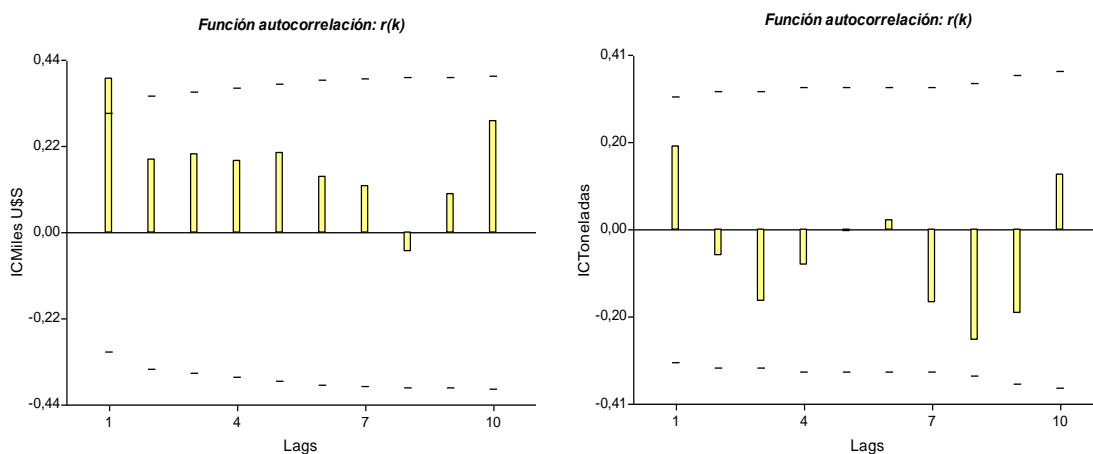 Función autocorrelación: r(k)
0,44
0,22
0,00
-0,22
-0,44
ICMiles U$S
1 4 7 10
Lags
Función autocorrelación: r(k)
0,41
0,20
0,00
-0,20
-0,41
ICToneladas
1 4 7 10
Lags